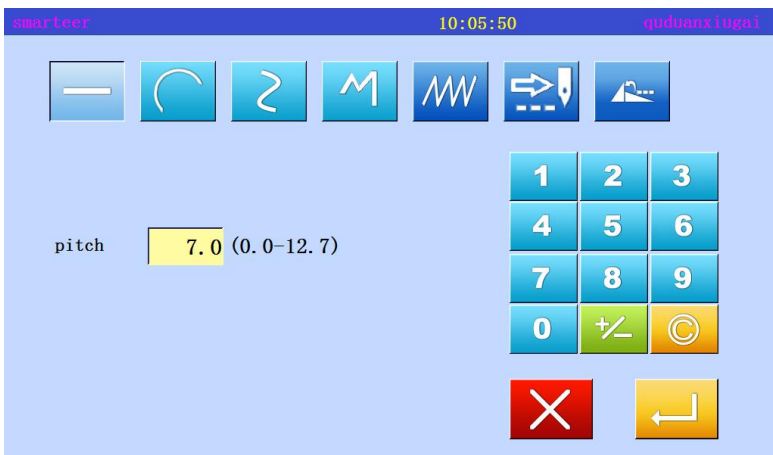 smarteer 10:05:50 quduanxiugai
1 2 3
4 5 6
pitch 7.0 (0.0-12.7)
7 8 9
0 +/- ©